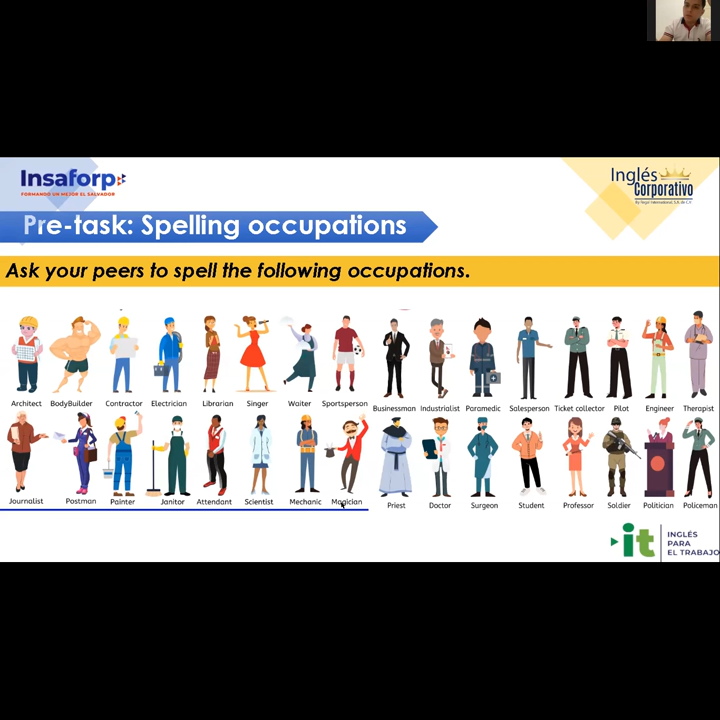 Insaforp
FORMANDO UN MEJOR EL SALVADOR
Inglés
Corporativo
Pre-task: Spelling occupations
Ask your peers to spell the following occupations.
Architect BodyBuilder Contractor Electrician Librarian Singer Waiter Sportsperson Businessman Industrialist Paramedic Salesperson Ticket collector Pilot Engineer Therapist
Journalist Postman Painter Janitor Attendant Scientist Mechanic Magician Priest Doctor Surgeon Student Professor Soldier Politician Policeman
it
INGLÉS
PARA
EL TRABAJO